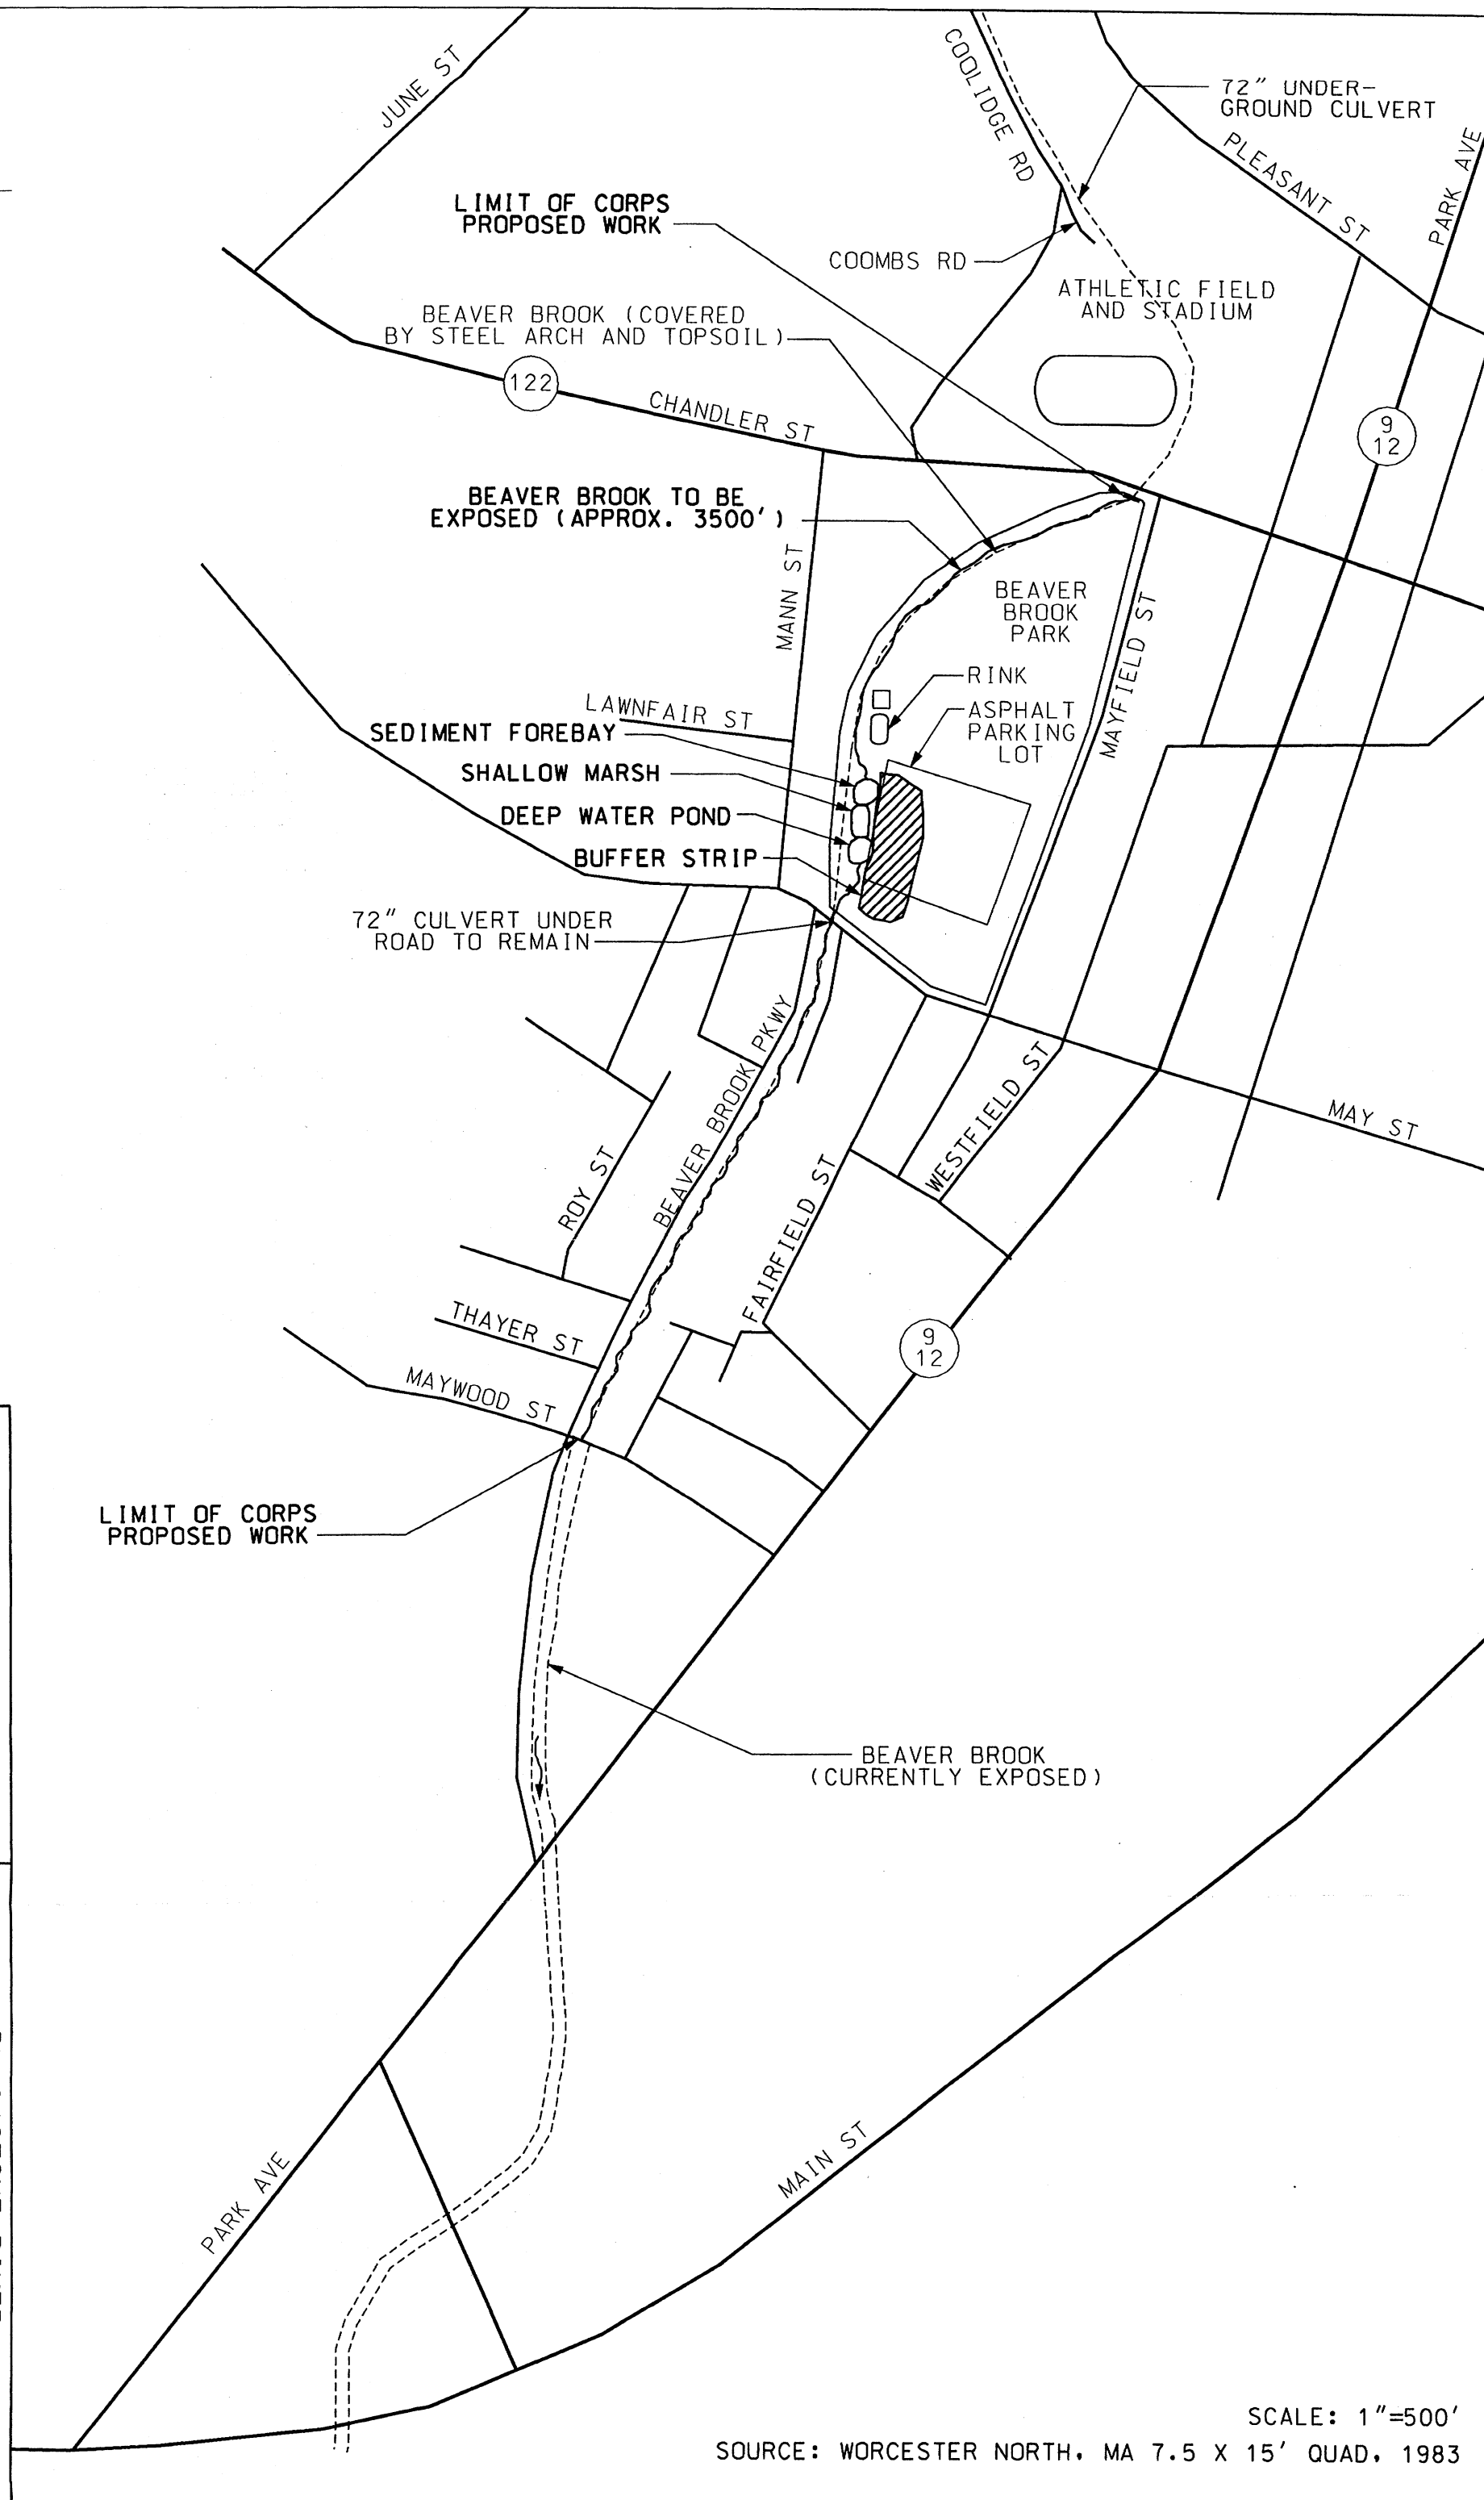 JUNE ST
COOLIDGE RD
72" UNDER-
GROUND CULVERT
PLEASANT ST
PARK AVE
LIMIT OF CORPS
PROPOSED WORK
COOMBS RD
ATHLETIC FIELD
AND STADIUM
BEAVER BROOK (COVERED
BY STEEL ARCH AND TOPSOIL)
122
CHANDLER ST
9
12
BEAVER BROOK TO BE
EXPOSED (APPROX. 3500')
MANN ST
BEAVER
BROOK
PARK
MAYFIELD ST
RINK
LAWNFAIR ST
ASPHALT
PARKING
LOT
SEDIMENT FOREBAY
SHALLOW MARSH
DEEP WATER POND
BUFFER STRIP
72" CULVERT UNDER
ROAD TO REMAIN
BEAVER BROOK PKWY
WESTFIELD ST
MAY ST
ROY ST
FAIRFIELD ST
THAYER ST
9
12
MAYWOOD ST
LIMIT OF CORPS
PROPOSED WORK
BEAVER BROOK
(CURRENTLY EXPOSED)
PARK AVE
MAIN ST
SCALE: 1"=500'
SOURCE: WORCESTER NORTH, MA 7.5 X 15' QUAD, 1983